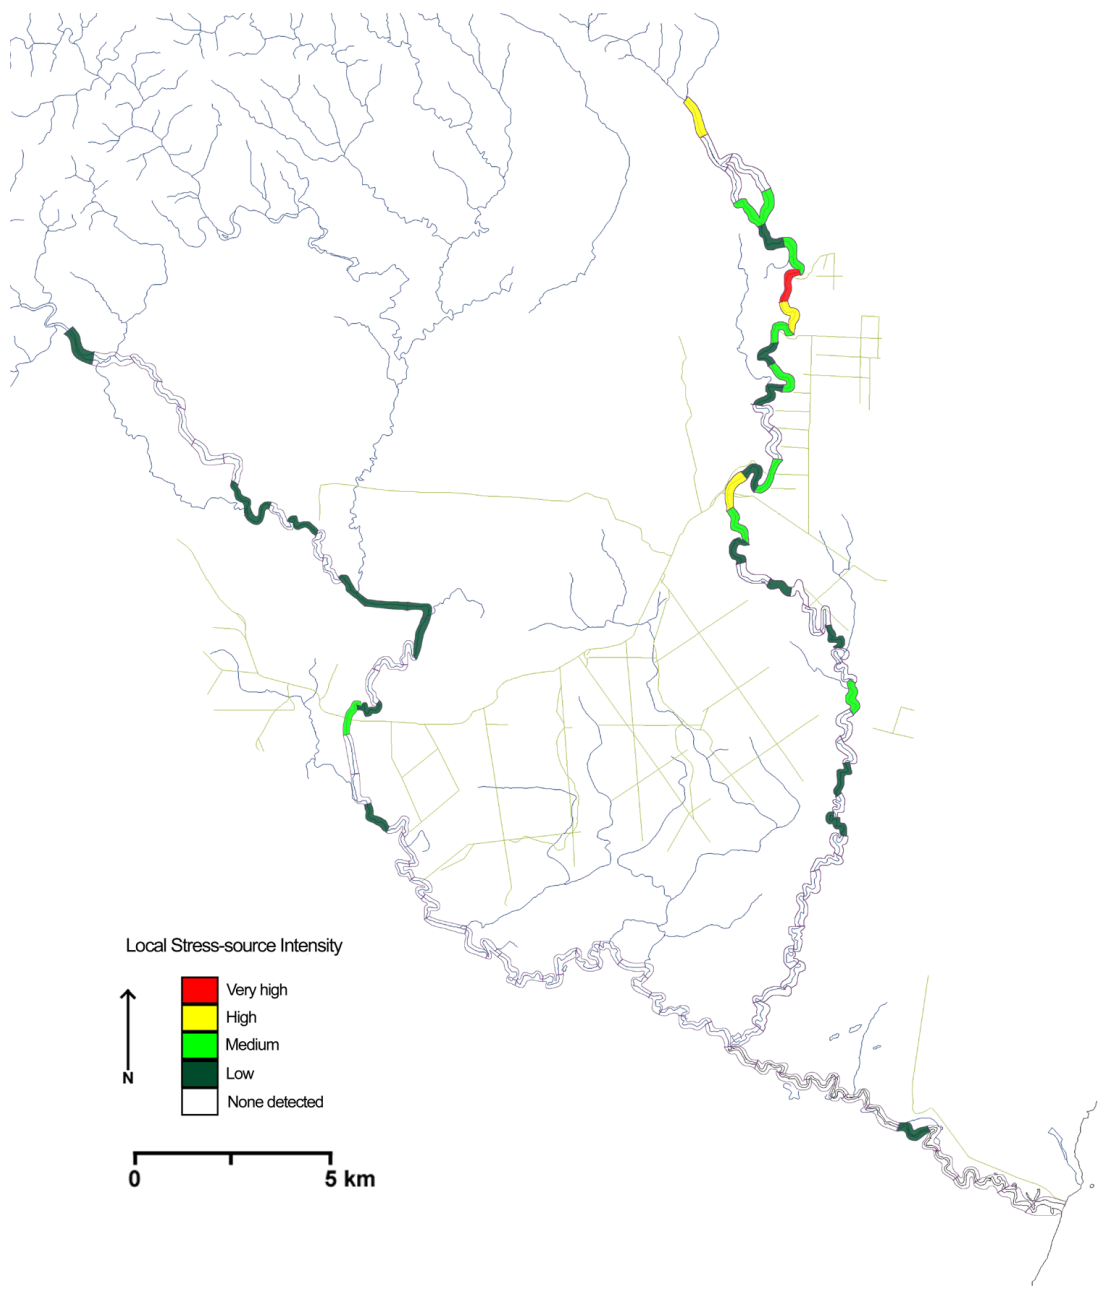 Local Stress-source Intensity
Very high
High
Medium
Low
None detected
N
0 5 km